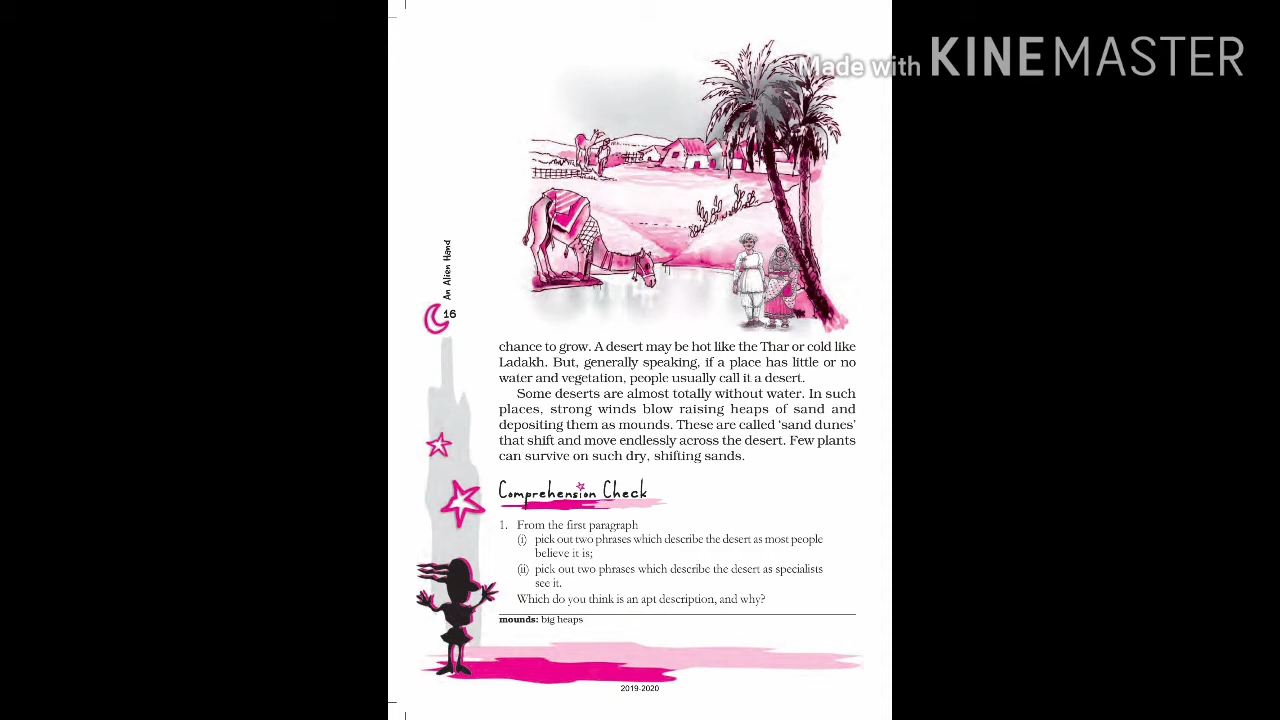 Made with KINEMASTER
An Alien Hand
16
chance to grow. A desert may be hot like the Thar or cold like
Ladakh. But, generally speaking, if a place has little or no
water and vegetation, people usually call it a desert.
Some deserts are almost totally without water. In such
places, strong winds blow raising heaps of sand and
depositing them as mounds. These are called ‘sand dunes’
that shift and move endlessly across the desert. Few plants
can survive on such dry, shifting sands.
Comprehension Check
1. From the first paragraph
(i) pick out two phrases which describe the desert as most people
believe it is;
(ii) pick out two phrases which describe the desert as specialists
see it.
Which do you think is an apt description, and why?
mounds: big heaps
2019-2020